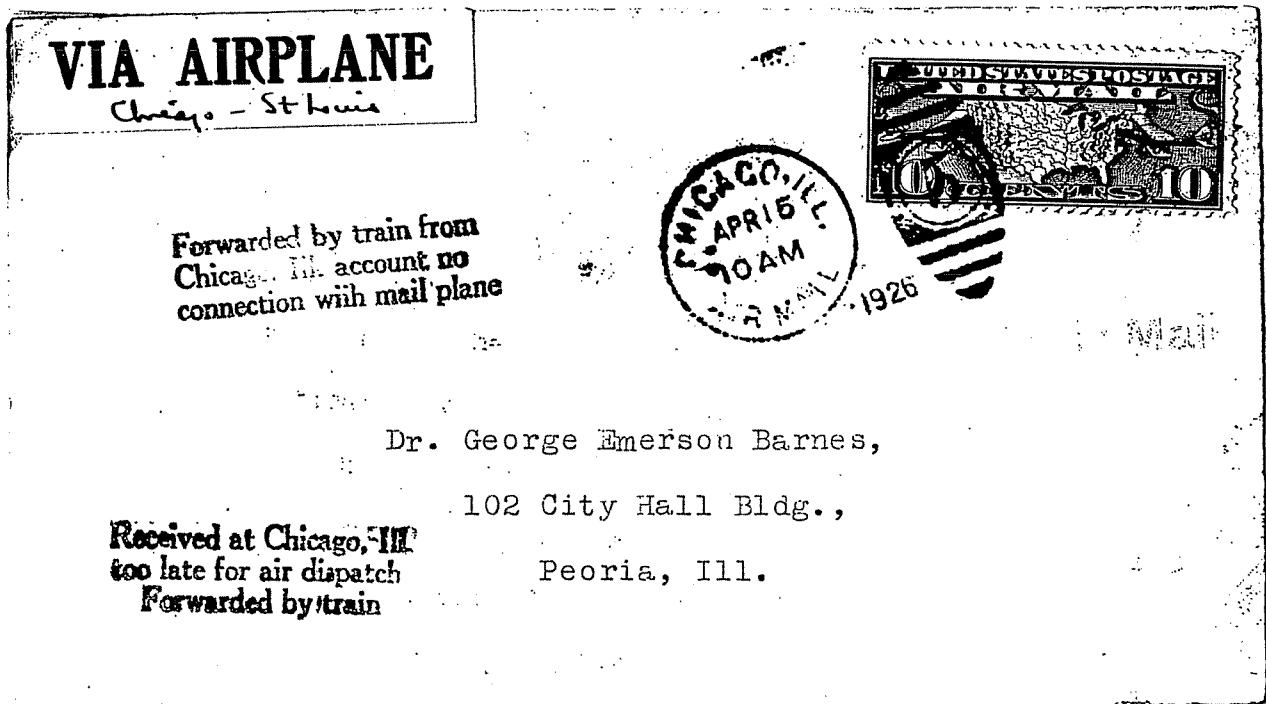 VIA AIRPLANE
Chicago - St Louis
UNITED STATES POSTAGE
10 CENTS 10
CHICAGO, ILL.
APR 15
10 AM
AIR MAIL
1926
Forwarded by train from
Chicago, Ill. account no
connection wiih mail plane
Mail
Dr. George Emerson Barnes,
102 City Hall Bldg.,
Peoria, Ill.
Received at Chicago, Ill
too late for air dispatch
Forwarded by train